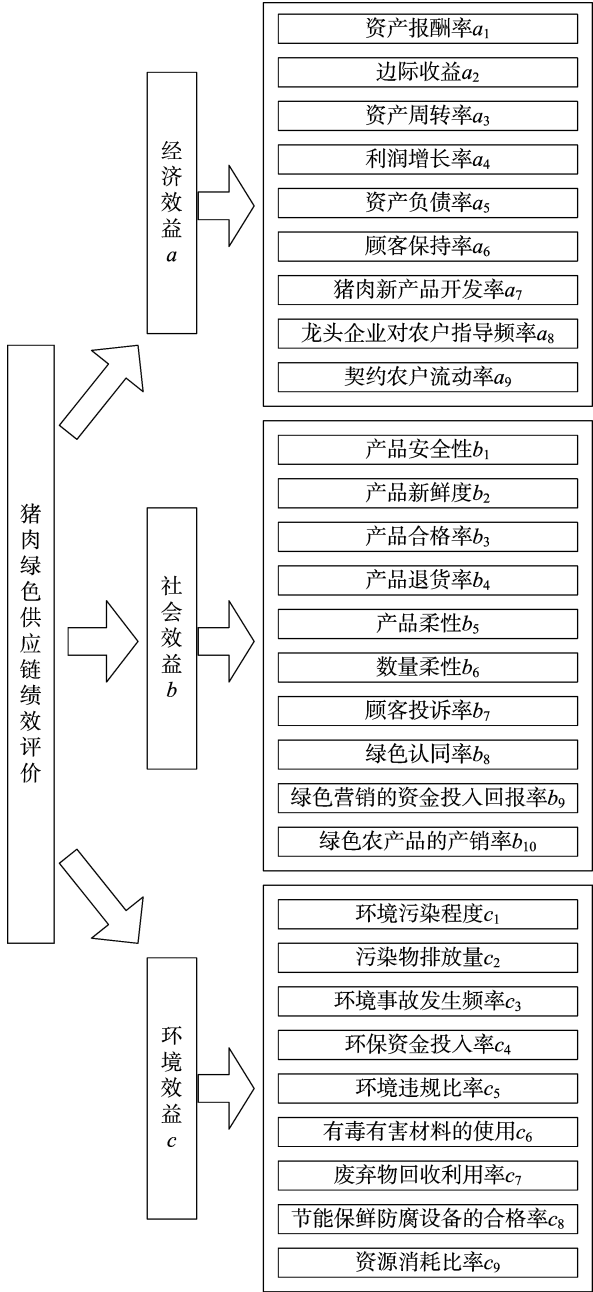 猪肉绿色供应链绩效评价
经济效益a
资产报酬率a1
边际收益a2
资产周转率a3
利润增长率a4
资产负债率a5
顾客保持率a6
猪肉新产品开发率a7
龙头企业对农户指导频率a8
契约农户流动率a9
社会效益b
产品安全性b1
产品新鲜度b2
产品合格率b3
产品退货率b4
产品柔性b5
数量柔性b6
顾客投诉率b7
绿色认同率b8
绿色营销的资金投入回报率b9
绿色农产品的产销率b10
环境效益c
环境污染程度c1
污染物排放量c2
环境事故发生频率c3
环保资金投入率c4
环境违规比率c5
有毒有害材料的使用c6
废弃物回收利用率c7
节能保鲜防腐设备的合格率c8
资源消耗比率c9